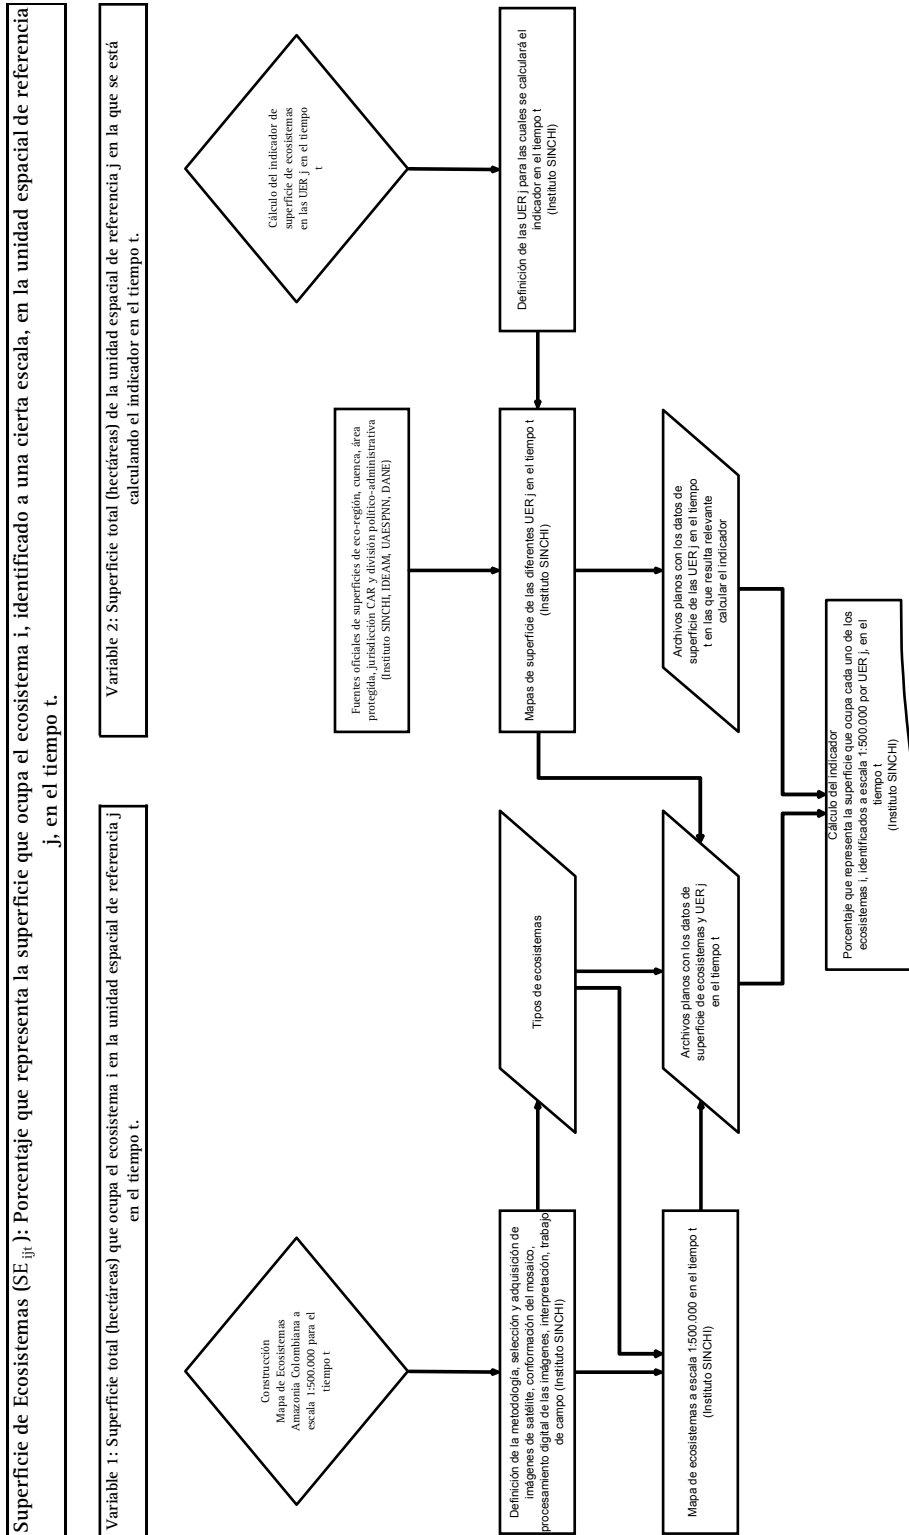 Superficie de Ecosistemas (SE ijt ): Porcentaje que representa la superficie que ocupa el ecosistema i, identificado a una cierta escala, en la unidad espacial de referencia
j, en el tiempo t.
Variable 1: Superficie total (hectáreas) que ocupa el ecosistema i en la unidad espacial de referencia j
en el tiempo t.
Variable 2: Superficie total (hectáreas) de la unidad espacial de referencia j en la que se está
calculando el indicador en el tiempo t.
Construcción
Mapa de Ecosistemas
Amazonia Colombiana a
escala 1:500.000 para el
tiempo t
Cálculo del indicador de
superficie de ecosistemas
en las UER j en el tiempo
t
Fuentes oficiales de superficies de eco-región, cuenca, área
protegida, jurisdicción CAR y división político-administrativa
(Instituto SINCHI, IDEAM, UAESPNN, DANE)
Definición de la metodología, selección y adquisición de
imágenes de satélite, conformación del mosaico,
procesamiento digital de las imágenes, interpretación, trabajo
de campo (Instituto SINCHI)
Tipos de ecosistemas
Mapas de superficie de las diferentes UER j en el tiempo t
(Instituto SINCHI)
Definición de las UER j para las cuales se calculará el
indicador en el tiempo t
(Instituto SINCHI)
Mapa de ecosistemas a escala 1:500.000 en el tiempo t
(Instituto SINCHI)
Archivos planos con los datos de
superficie de ecosistemas y UER j
en el tiempo t
Archivos planos con los datos de
superficie de las UER j en el tiempo
t en las que resulta relevante
calcular el indicador
Cálculo del indicador
Porcentaje que representa la superficie que ocupa cada uno de los
ecosistemas i, identificados a escala 1:500.000 por UER j, en el
tiempo t
(Instituto SINCHI)